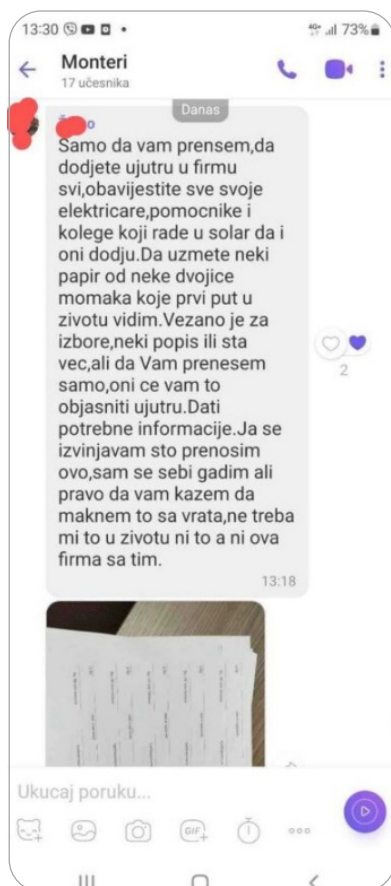 13:30
73%
Monteri
17 učesnika
Danas
Samo da vam prensem,da
dodjete ujutru u firmu
svi,obavijestite sve svoje
elektricare,pomocnike i
kolege koji rade u solar da i
oni dodju.Da uzmete neki
papir od neke dvojice
momaka koje prvi put u
zivotu vidim.Vezano je za
izbore,neki popis ili sta
vec,ali da Vam prenesem
samo,oni ce vam to
objasniti ujutru.Dati
potrebne informacije.Ja se
izvinjavam sto prenosim
ovo,sam se sebi gadim ali
pravo da vam kazem da
maknem to sa vrata,ne treba
mi to u zivotu ni to a ni ova
firma sa tim.
13:18
2
Ukucaj poruku...
GIF